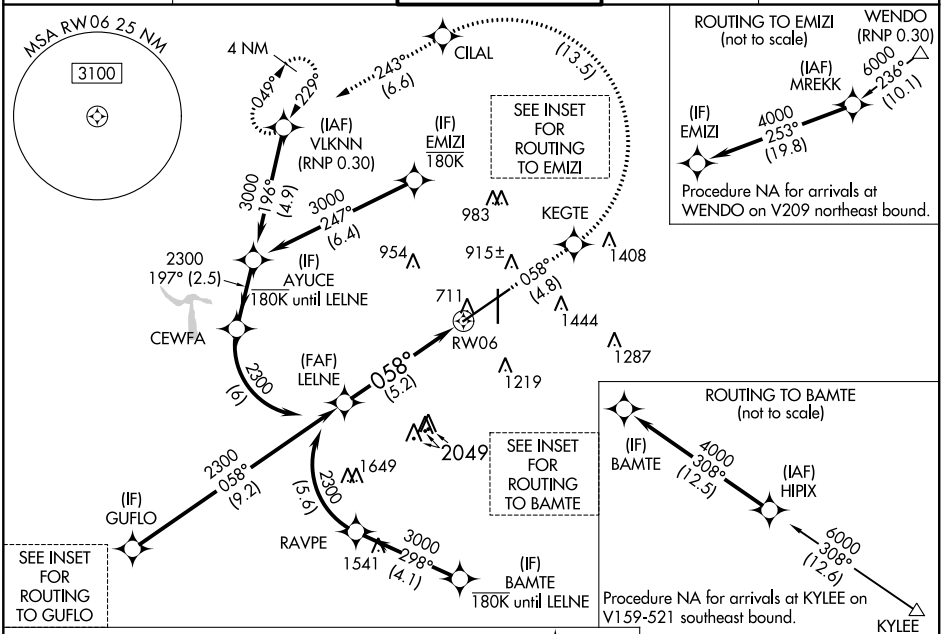 MSA RW06 25 NM
3100
4 NM
049°
229°
CILAL
243°
(6.6)
(13.5)
(IAF)
VLKNN
(RNP 0.30)
3000
196°
(4.9)
(IF)
EMIZI
180K
3000
247°
(6.4)
SEE INSET
FOR
ROUTING
TO EMIZI
ROUTING TO EMIZI
(not to scale)
WENDO
(RNP 0.30)
6000
236°
(10.1)
(IAF)
MREKK
4000
253°
(19.8)
(IF)
EMIZI
Procedure NA for arrivals at
WENDO on V209 northeast bound.
983
KEGTE
954
915±
1408
2300
197° (2.5)
(IF)
AYUCE
180K until LELNE
058°
(4.8)
711
1444
RW06
CEWFA
1287
1219
2300
(6)
(FAF)
LELNE
058°
(5.2)
ROUTING TO BAMTE
(not to scale)
(IF)
BAMTE
4000
308°
(12.5)
(IAF)
HIPIX
6000
308°
(12.6)
KYLEE
Procedure NA for arrivals at KYLEE on
V159-521 southeast bound.
2049
SEE INSET
FOR
ROUTING
TO BAMTE
2300
058°
(9.2)
1649
2300
(5.6)
(IF)
GUFLO
RAVPE
1541
3000
298°
(4.1)
(IF)
BAMTE
180K until LELNE
SEE INSET
FOR
ROUTING
TO GUFLO